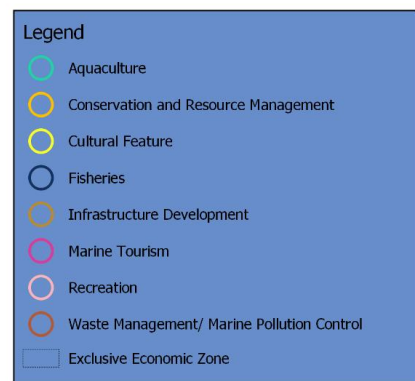 Legend
Aquaculture
Conservation and Resource Management
Cultural Feature
Fisheries
Infrastructure Development
Marine Tourism
Recreation
Waste Management/ Marine Pollution Control
Exclusive Economic Zone